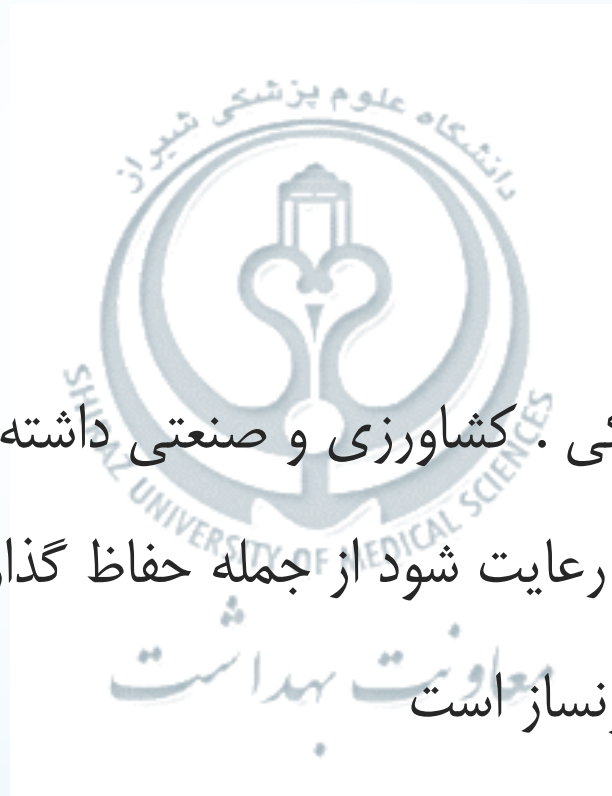 دانشگاه علوم پزشکی شیراز
SHIRAZ UNIVERSITY OF MEDICAL SCIENCES
. کشاورزی و صنعتی داشته
رعایت شود از جمله حفاظ
است
معاونت بهداشت